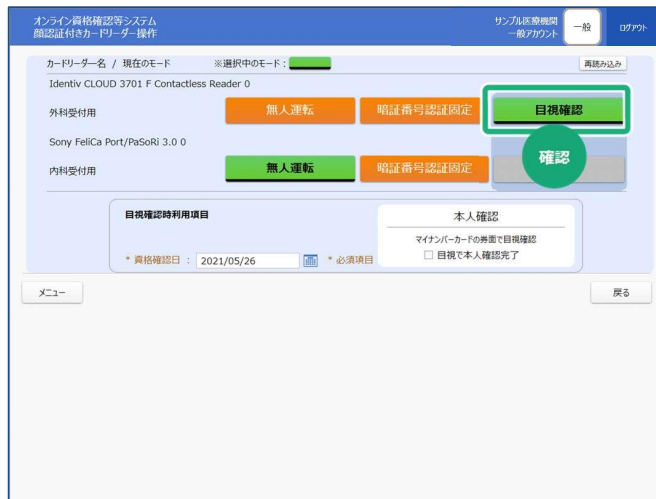 オンライン資格確認等システム
顔認証付きカードリーダー操作
サンプル医療機関
一般アカウント
一般
ログアウト
カードリーダー名 / 現在のモード ※選択中のモード:
再読み込み
Identiv CLOUD 3701 F Contactless Reader 0
外科受付用 無人運転 暗証番号認証固定 目視確認
Sony FeliCa Port/PaSoRi 3.0 0
確認
内科受付用 無人運転 暗証番号認証固定
目視確認時利用項目
* 資格確認日 : 2021/05/26 * 必須項目
本人確認
マイナンバーカードの券面で目視確認
目視で本人確認完了
メニュー 戻る